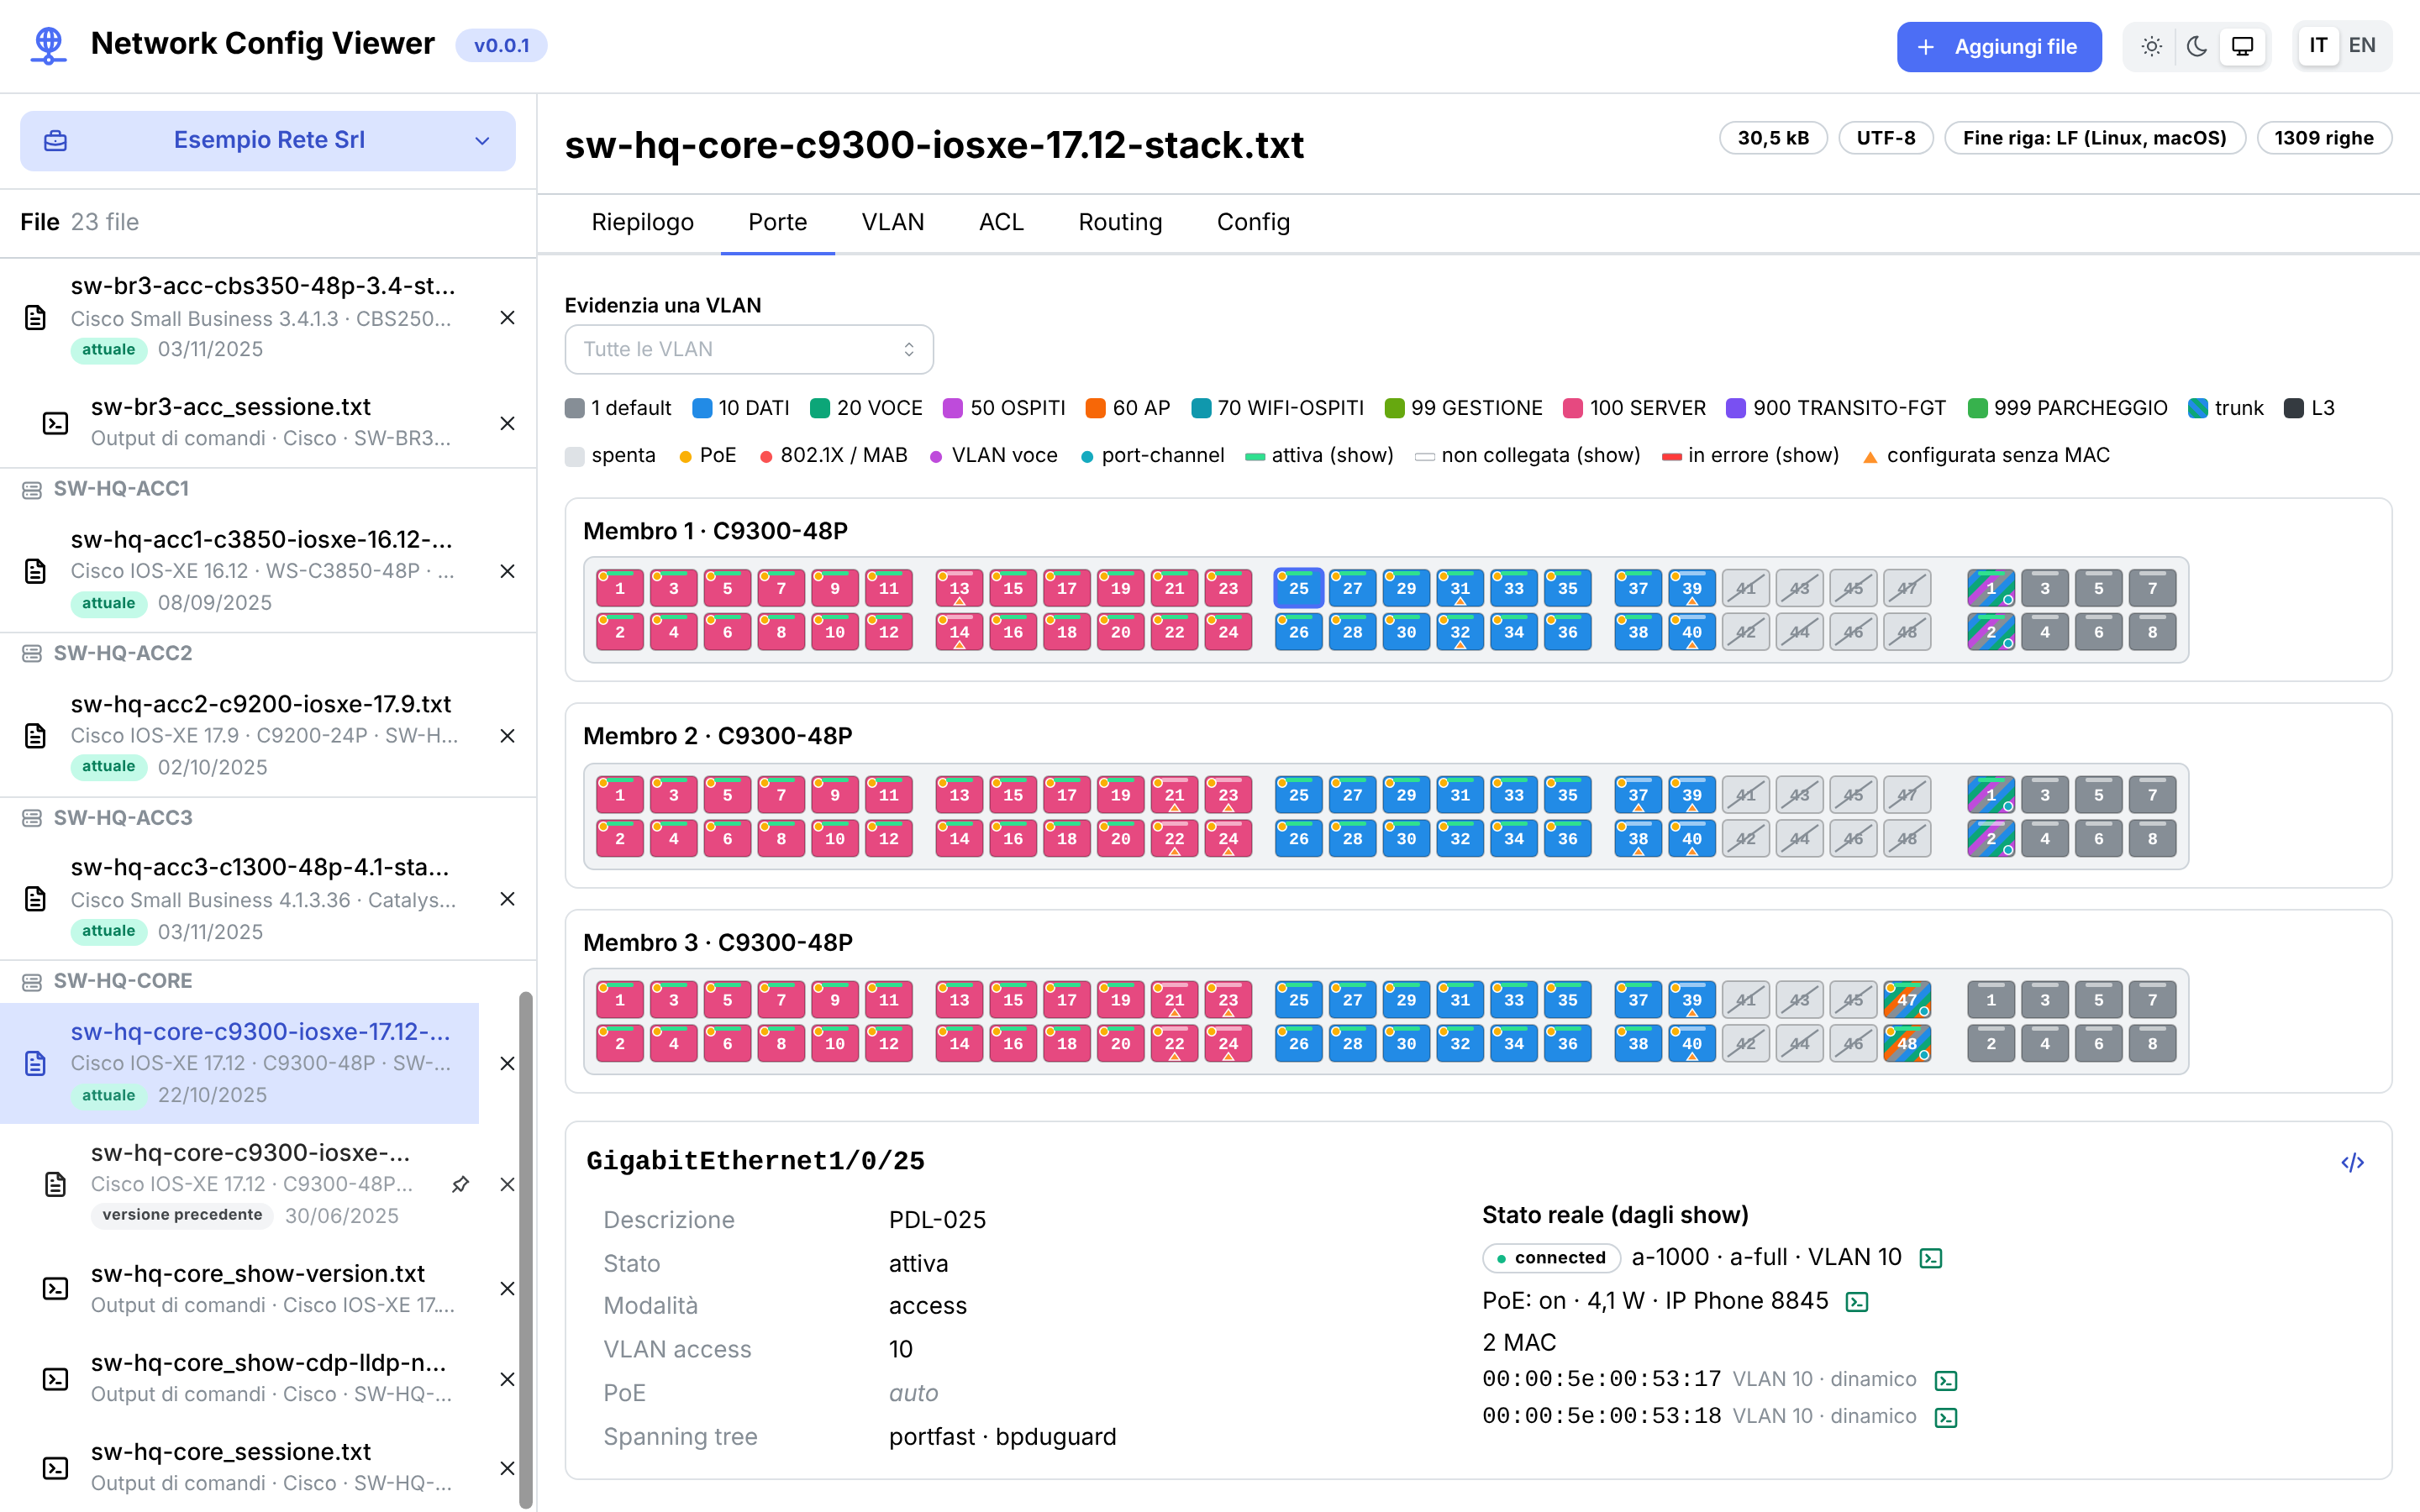 Network Config Viewer v0.0.1
Aggiungi file
IT EN
Esempio Rete Srl
File 23 file
sw-br3-acc-cbs350-48p-3.4-st...
Cisco Small Business 3.4.1.3 · CBS250...
attuale 03/11/2025
sw-br3-acc_sessione.txt
Output di comandi · Cisco · SW-BR3...
SW-HQ-ACC1
sw-hq-acc1-c3850-iosxe-16.12-...
Cisco IOS-XE 16.12 · WS-C3850-48P · ...
attuale 08/09/2025
SW-HQ-ACC2
sw-hq-acc2-c9200-iosxe-17.9.txt
Cisco IOS-XE 17.9 · C9200-24P · SW-H...
attuale 02/10/2025
SW-HQ-ACC3
sw-hq-acc3-c1300-48p-4.1-sta...
Cisco Small Business 4.1.3.36 · Catalys...
attuale 03/11/2025
SW-HQ-CORE
sw-hq-core-c9300-iosxe-17.12-...
Cisco IOS-XE 17.12 · C9300-48P · SW-...
attuale 22/10/2025
sw-hq-core-c9300-iosxe-...
Cisco IOS-XE 17.12 · C9300-48P...
versione precedente 30/06/2025
sw-hq-core_show-version.txt
Output di comandi · Cisco IOS-XE 17....
sw-hq-core_show-cdp-lldp-n...
Output di comandi · Cisco · SW-HQ-...
sw-hq-core_sessione.txt
Output di comandi · Cisco · SW-HQ-...
sw-hq-core-c9300-iosxe-17.12-stack.txt
30,5 kB UTF-8 Fine riga: LF (Linux, macOS) 1309 righe
Riepilogo Porte VLAN ACL Routing Config
Evidenzia una VLAN
Tutte le VLAN
1 default 10 DATI 20 VOCE 50 OSPITI 60 AP 70 WIFI-OSPITI 99 GESTIONE 100 SERVER 900 TRANSITO-FGT 999 PARCHEGGIO trunk L3
spenta PoE 802.1X / MAB VLAN voce port-channel attiva (show) non collegata (show) in errore (show) configurata senza MAC
Membro 1 · C9300-48P
1 3 5 7 9 11 13 15 17 19 21 23 25 27 29 31 33 35 37 39 41 43 45 47 1 3 5 7
2 4 6 8 10 12 14 16 18 20 22 24 26 28 30 32 34 36 38 40 42 44 46 48 2 4 6 8
Membro 2 · C9300-48P
1 3 5 7 9 11 13 15 17 19 21 23 25 27 29 31 33 35 37 39 41 43 45 47 1 3 5 7
2 4 6 8 10 12 14 16 18 20 22 24 26 28 30 32 34 36 38 40 42 44 46 48 2 4 6 8
Membro 3 · C9300-48P
1 3 5 7 9 11 13 15 17 19 21 23 25 27 29 31 33 35 37 39 41 43 45 47 1 3 5 7
2 4 6 8 10 12 14 16 18 20 22 24 26 28 30 32 34 36 38 40 42 44 46 48 2 4 6 8
GigabitEthernet1/0/25
Descrizione PDL-025
Stato attiva
Modalità access
VLAN access 10
PoE auto
Spanning tree portfast · bpduguard
Stato reale (dagli show)
connected a-1000 · a-full · VLAN 10
PoE: on · 4,1 W · IP Phone 8845
2 MAC
00:00:5e:00:53:17 VLAN 10 · dinamico
00:00:5e:00:53:18 VLAN 10 · dinamico